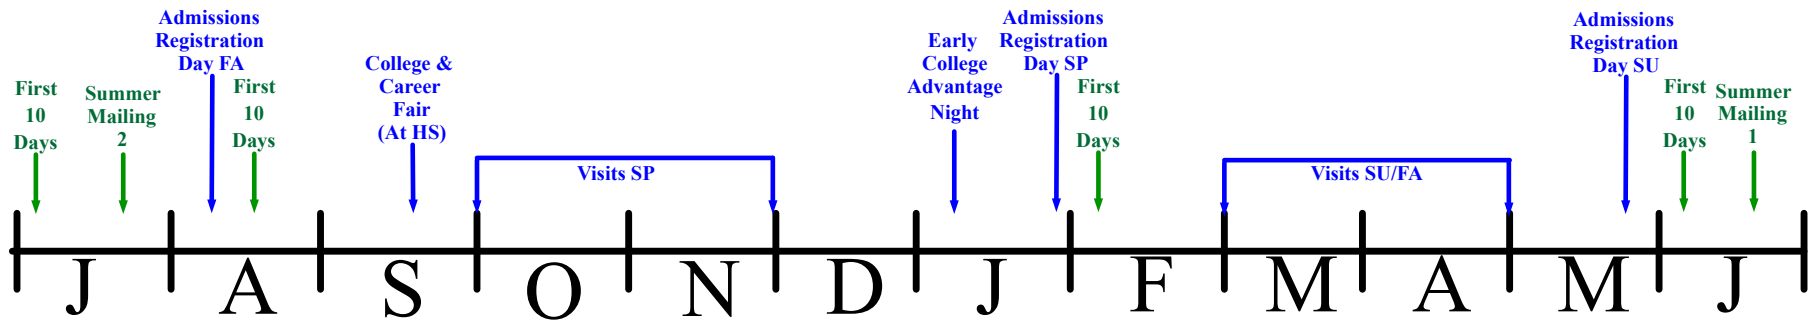 First
10
Days
Summer
Mailing
2
Admissions
Registration
Day FA
First
10
Days
College &
Career
Fair
(At HS)
Visits SP
Early
College
Advantage
Night
Admissions
Registration
Day SP
First
10
Days
Visits SU/FA
Admissions
Registration
Day SU
First
10
Days
Summer
Mailing
1
J A S O N D J F M A M J